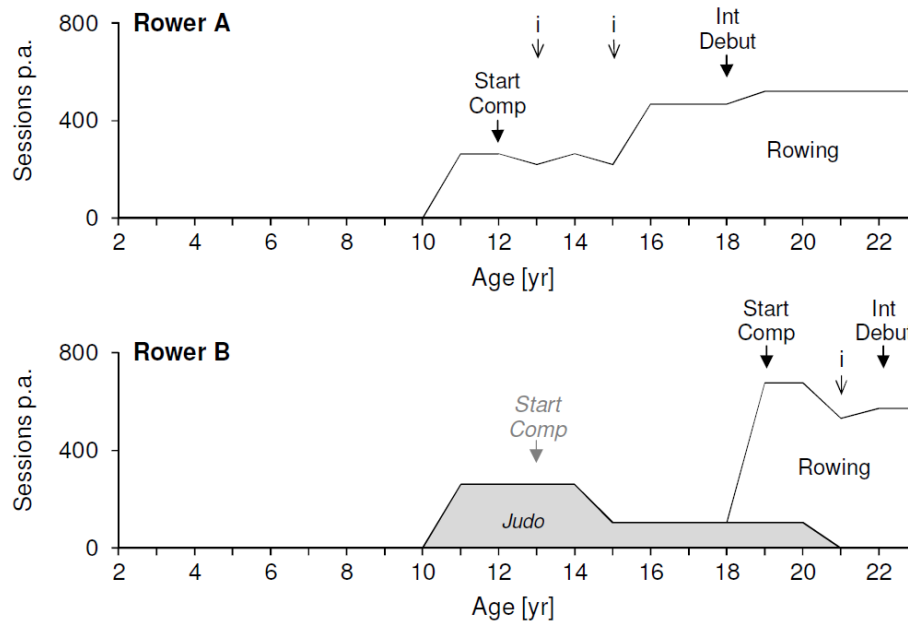 Rower A
i
i
Int
Debut
Start
Comp
800
400
0
Sessions p.a.
Rowing
2 4 6 8 10 12 14 16 18 20 22
Age [yr]
Rower B
Start
Comp
Int
Debut
i
Start
Comp
800
400
0
Sessions p.a.
Rowing
Judo
2 4 6 8 10 12 14 16 18 20 22
Age [yr]